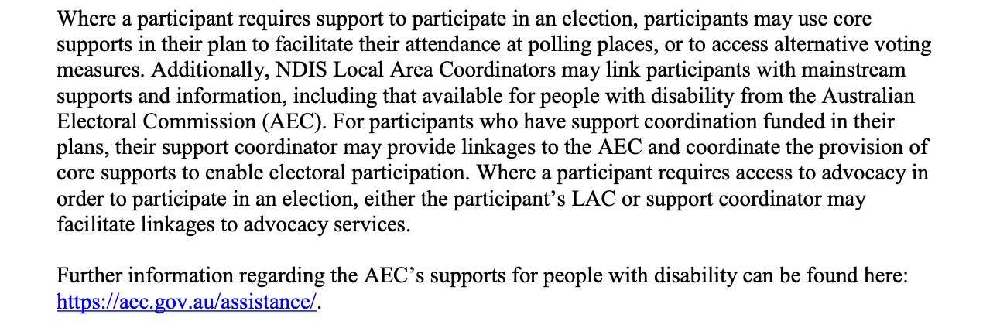 Where a participant requires support to participate in an election, participants may use core
supports in their plan to facilitate their attendance at polling places, or to access alternative voting
measures. Additionally, NDIS Local Area Coordinators may link participants with mainstream
supports and information, including that available for people with disability from the Australian
Electoral Commission (AEC). For participants who have support coordination funded in their
plans, their support coordinator may provide linkages to the AEC and coordinate the provision of
core supports to enable electoral participation. Where a participant requires access to advocacy in
order to participate in an election, either the participant’s LAC or support coordinator may
facilitate linkages to advocacy services.
Further information regarding the AEC’s supports for people with disability can be found here:
https://aec.gov.au/assistance/.